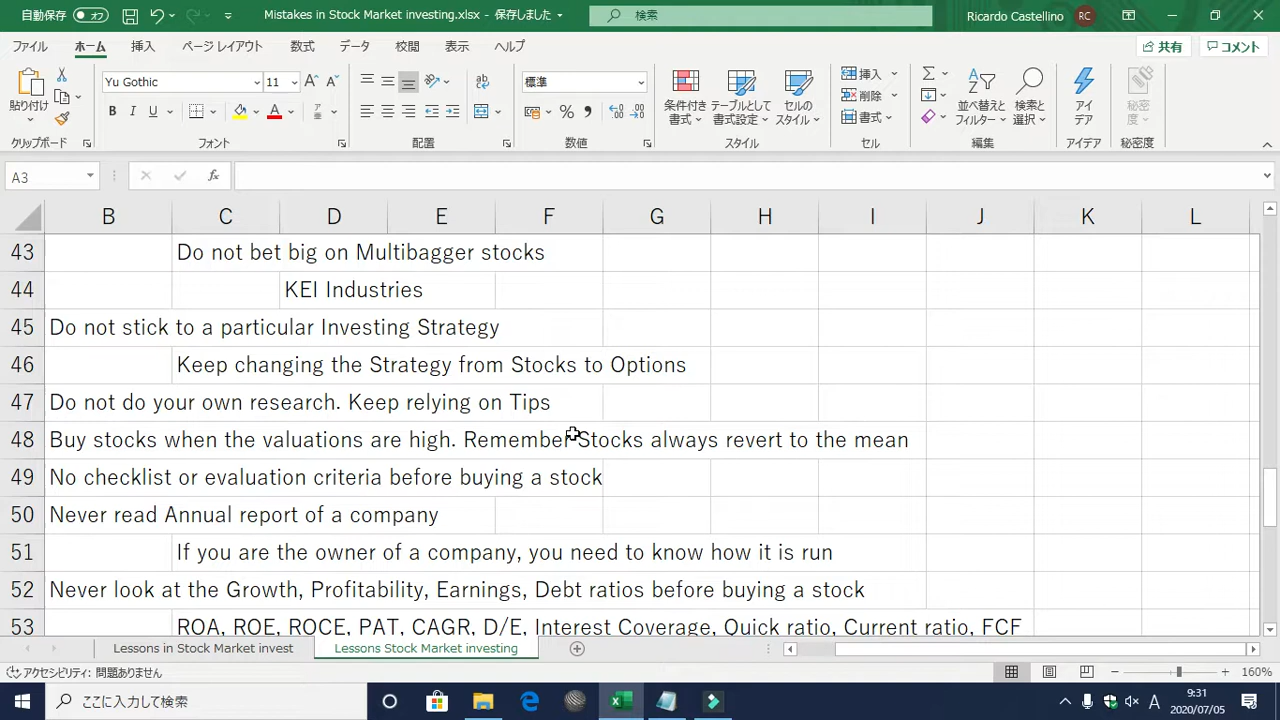 自動保存 オフ Mistakes in Stock Market investing.xlsx - 保存しました 検索 Ricardo Castellino RC
ファイル ホーム 挿入 ページ レイアウト 数式 データ 校閲 表示 ヘルプ 共有 コメント
貼り付け Yu Gothic 11 A A B I U A ab 標準 % 条件付き書式 テーブルとして書式設定 セルのスタイル 挿入 削除 書式 Σ 並べ替えとフィルター 検索と選択 アイデア 秘密度
クリップボード フォント 配置 数値 スタイル セル 編集 アイデア 秘密度
A3 fx
B C D E F G H I J K L
43 Do not bet big on Multibagger stocks
44 KEI Industries
45 Do not stick to a particular Investing Strategy
46 Keep changing the Strategy from Stocks to Options
47 Do not do your own research. Keep relying on Tips
48 Buy stocks when the valuations are high. Remember Stocks always revert to the mean
49 No checklist or evaluation criteria before buying a stock
50 Never read Annual report of a company
51 If you are the owner of a company, you need to know how it is run
52 Never look at the Growth, Profitability, Earnings, Debt ratios before buying a stock
53 ROA, ROE, ROCE, PAT, CAGR, D/E, Interest Coverage, Quick ratio, Current ratio, FCF
Lessons in Stock Market invest Lessons Stock Market investing
アクセシビリティ: 問題ありません 160%
ここに入力して検索 A 9:31
2020/07/05